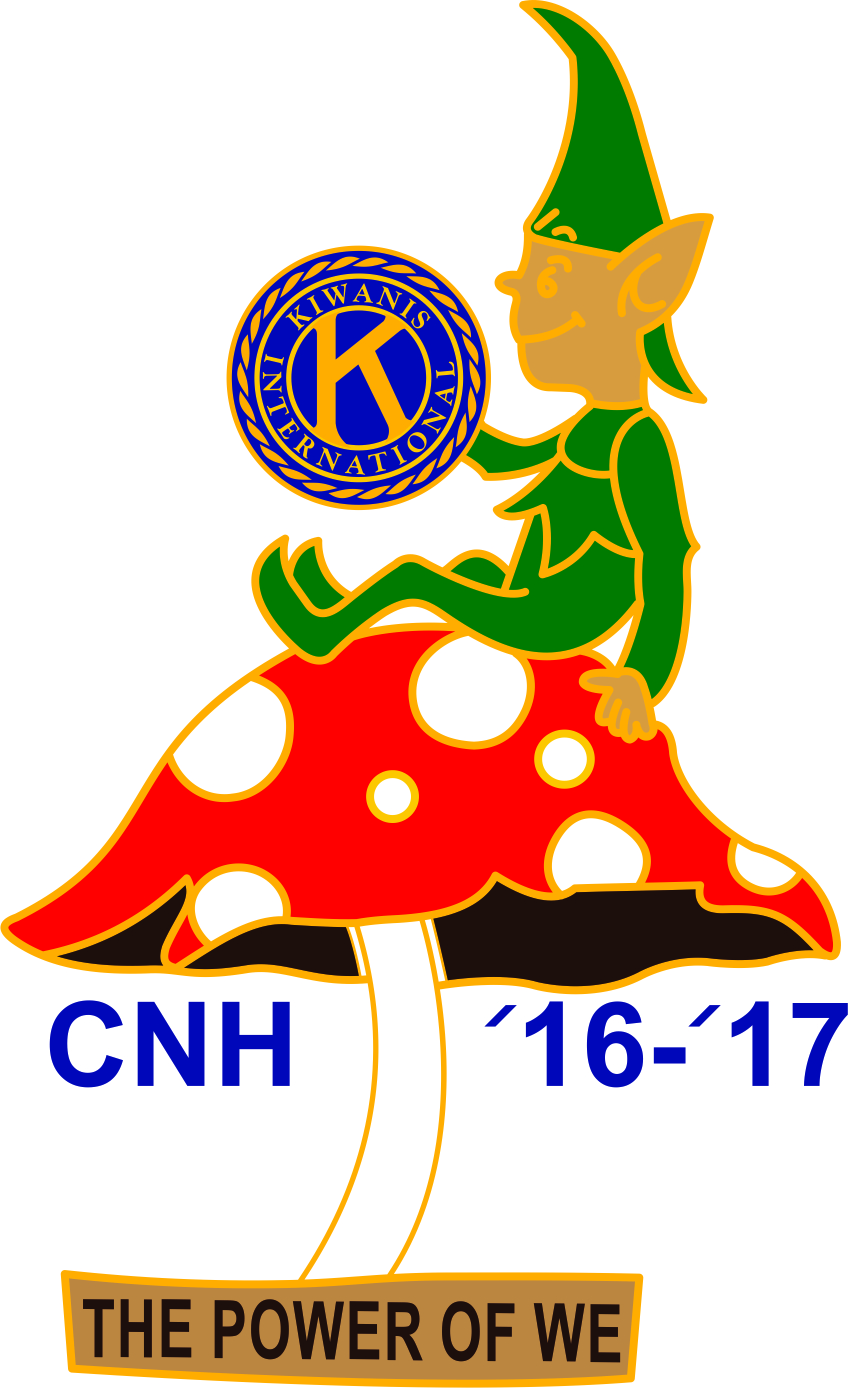 KIWANIS
K
INTERNATIONAL
CNH ´16-´17
THE POWER OF WE